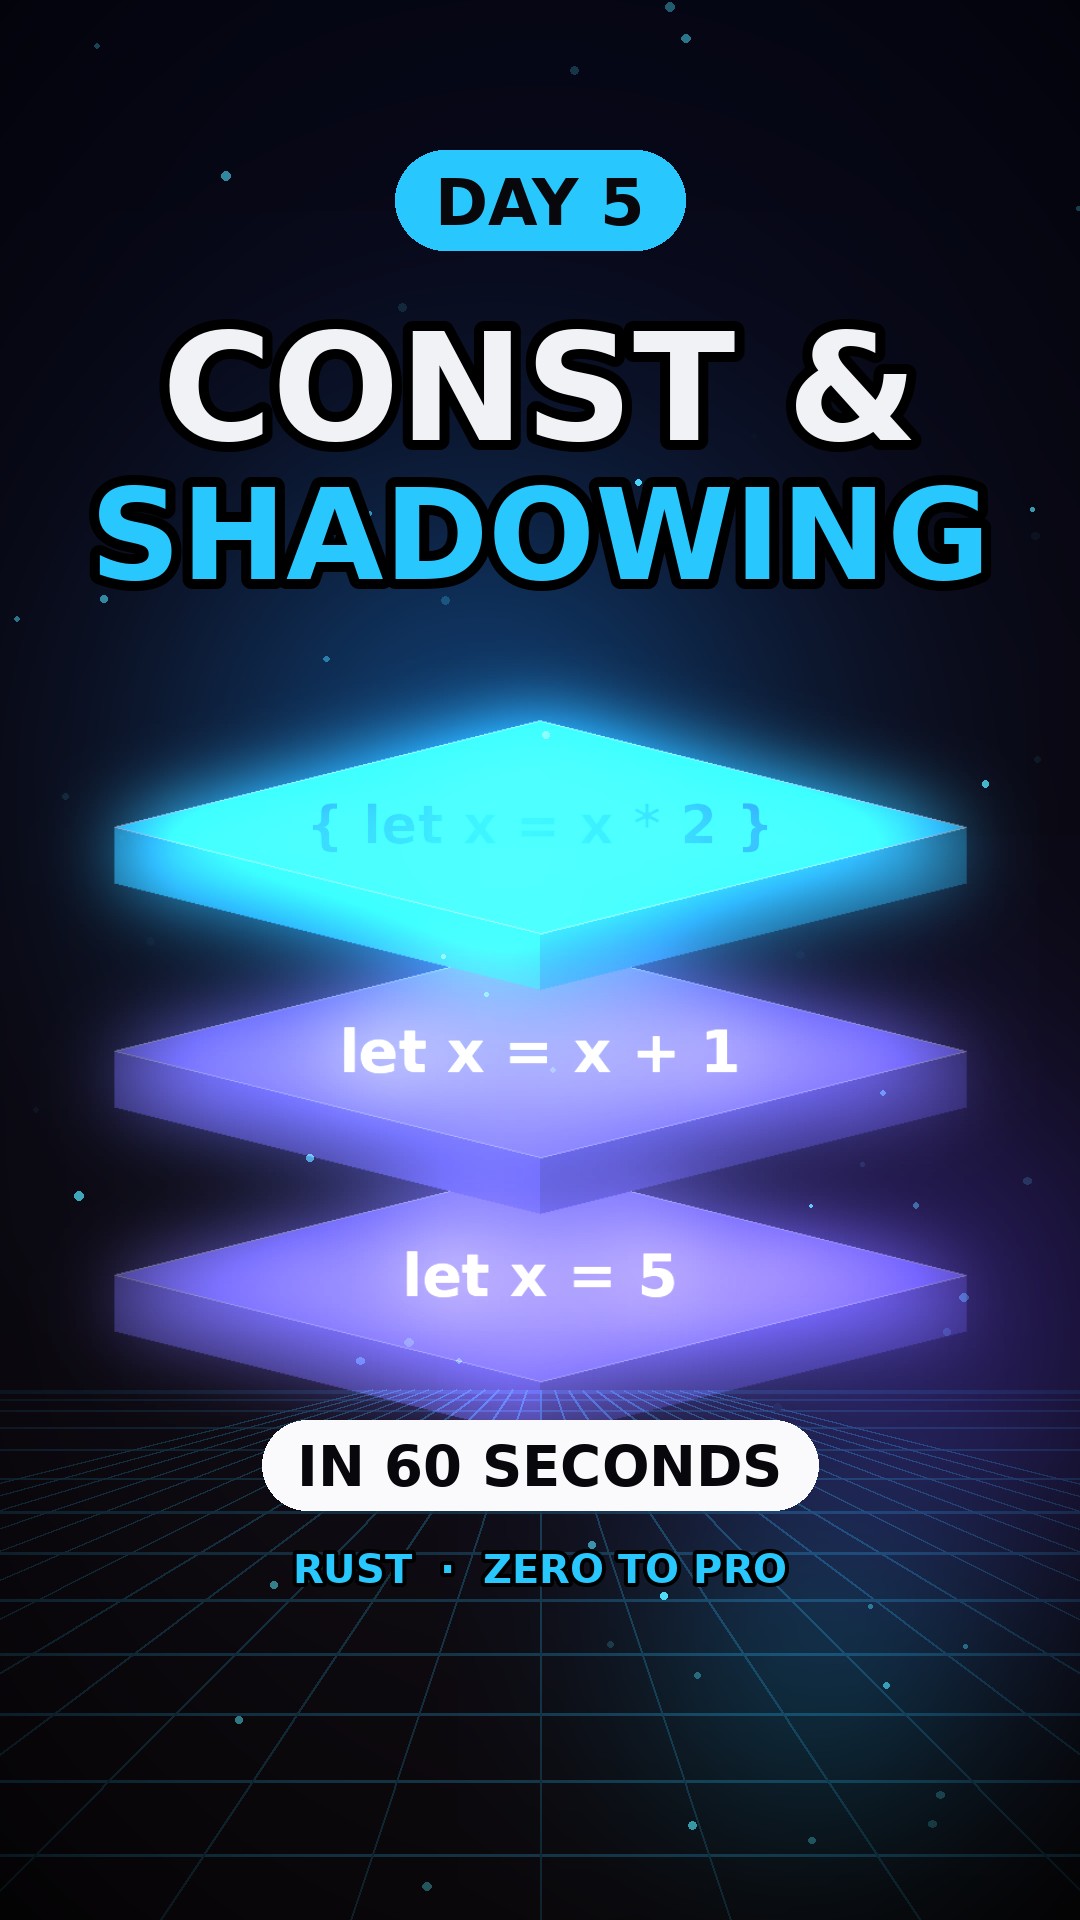 DAY 5
CONST &
SHADOWING
{ let x = x * 2 }
let x = x + 1
let x = 5
IN 60 SECONDS
RUST · ZERO TO PRO